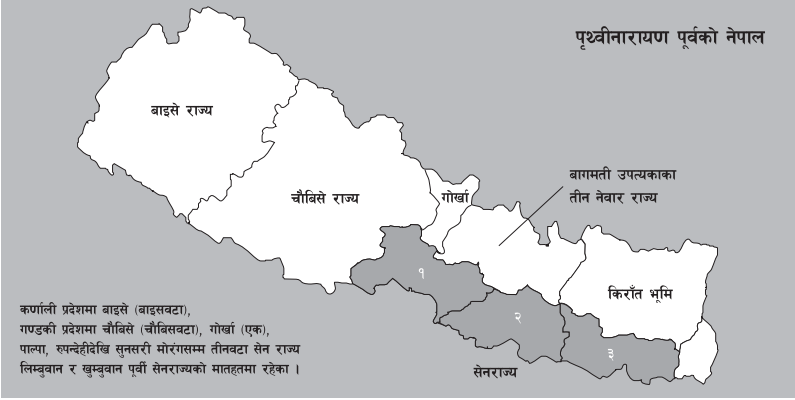 पृथ्वीनारायण पूर्वको नेपाल
बाइसे राज्य
चौबिसे राज्य
गोर्खा
बागमती उपत्यकाका
तीन नेवार राज्य
किराँत भूमि
१
२
३
सेनराज्य
कर्णाली प्रदेशमा बाइसे (बाइसवटा),
गण्डकी प्रदेशमा चौबिसे (चौबिसवटा), गोर्खा (एक),
पाल्पा, रुपन्देहीदेखि सुनसरी मोरंगसम्म तीनवटा सेन राज्य
लिम्बुवान र खुम्बुवान पूर्वी सेनराज्यको मातहतमा रहेका ।